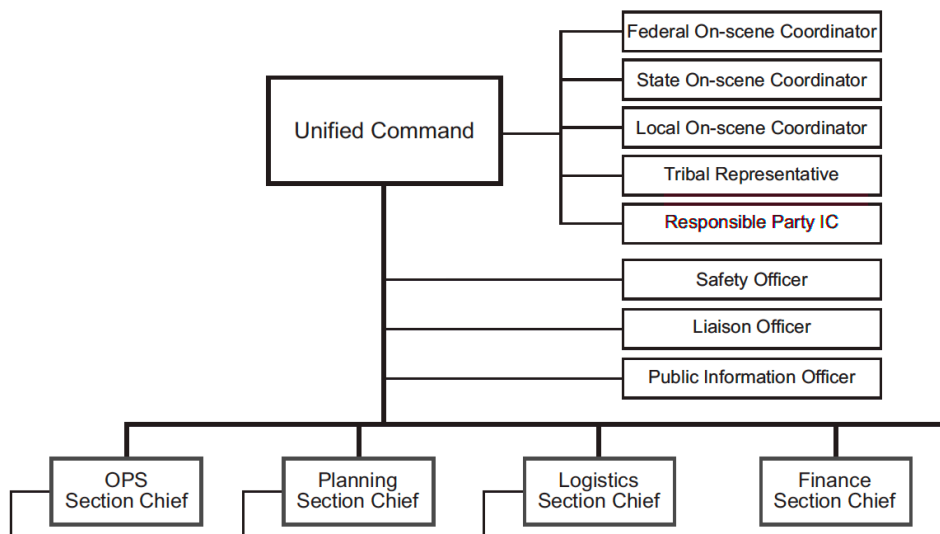 Federal On-scene Coordinator
State On-scene Coordinator
Unified Command
Local On-scene Coordinator
Tribal Representative
Responsible Party IC
Safety Officer
Liaison Officer
Public Information Officer
OPS
Section Chief
Planning
Section Chief
Logistics
Section Chief
Finance
Section Chief